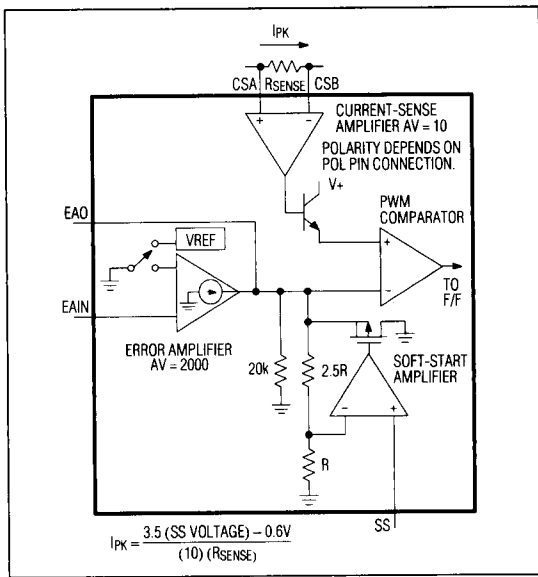 IPK
CSA RSENSE CSB
CURRENT-SENSE
AMPLIFIER AV = 10
POLARITY DEPENDS ON
POL PIN CONNECTION.
+
−
V+
PWM
COMPARATOR
EAO
VREF
+
−
TO
F/F
EAIN
ERROR AMPLIFIER
AV = 2000
20k
2.5R
SOFT-START
AMPLIFIER
−
+
R
SS
IPK = 3.5 (SS VOLTAGE) – 0.6V
(10) (RSENSE)